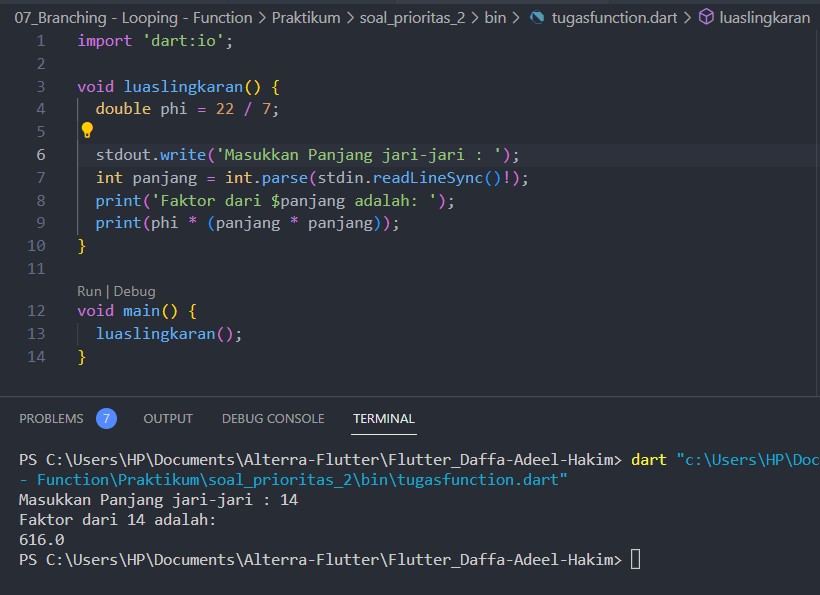 07_Branching - Looping - Function > Praktikum > soal_prioritas_2 > bin > tugasfunction.dart > luaslingkaran
1 import 'dart:io';
2
3 void luaslingkaran() {
4 double phi = 22 / 7;
5
6 stdout.write('Masukkan Panjang jari-jari : ');
7 int panjang = int.parse(stdin.readLineSync()!);
8 print('Faktor dari $panjang adalah: ');
9 print(phi * (panjang * panjang));
10 }
11
Run | Debug
12 void main() {
13 luaslingkaran();
14 }
PROBLEMS 7 OUTPUT DEBUG CONSOLE TERMINAL
PS C:\Users\HP\Documents\Alterra-Flutter\Flutter_Daffa-Adeel-Hakim> dart "c:\Users\HP\Doc
- Function\Praktikum\soal_prioritas_2\bin\tugasfunction.dart"
Masukkan Panjang jari-jari : 14
Faktor dari 14 adalah:
616.0
PS C:\Users\HP\Documents\Alterra-Flutter\Flutter_Daffa-Adeel-Hakim>